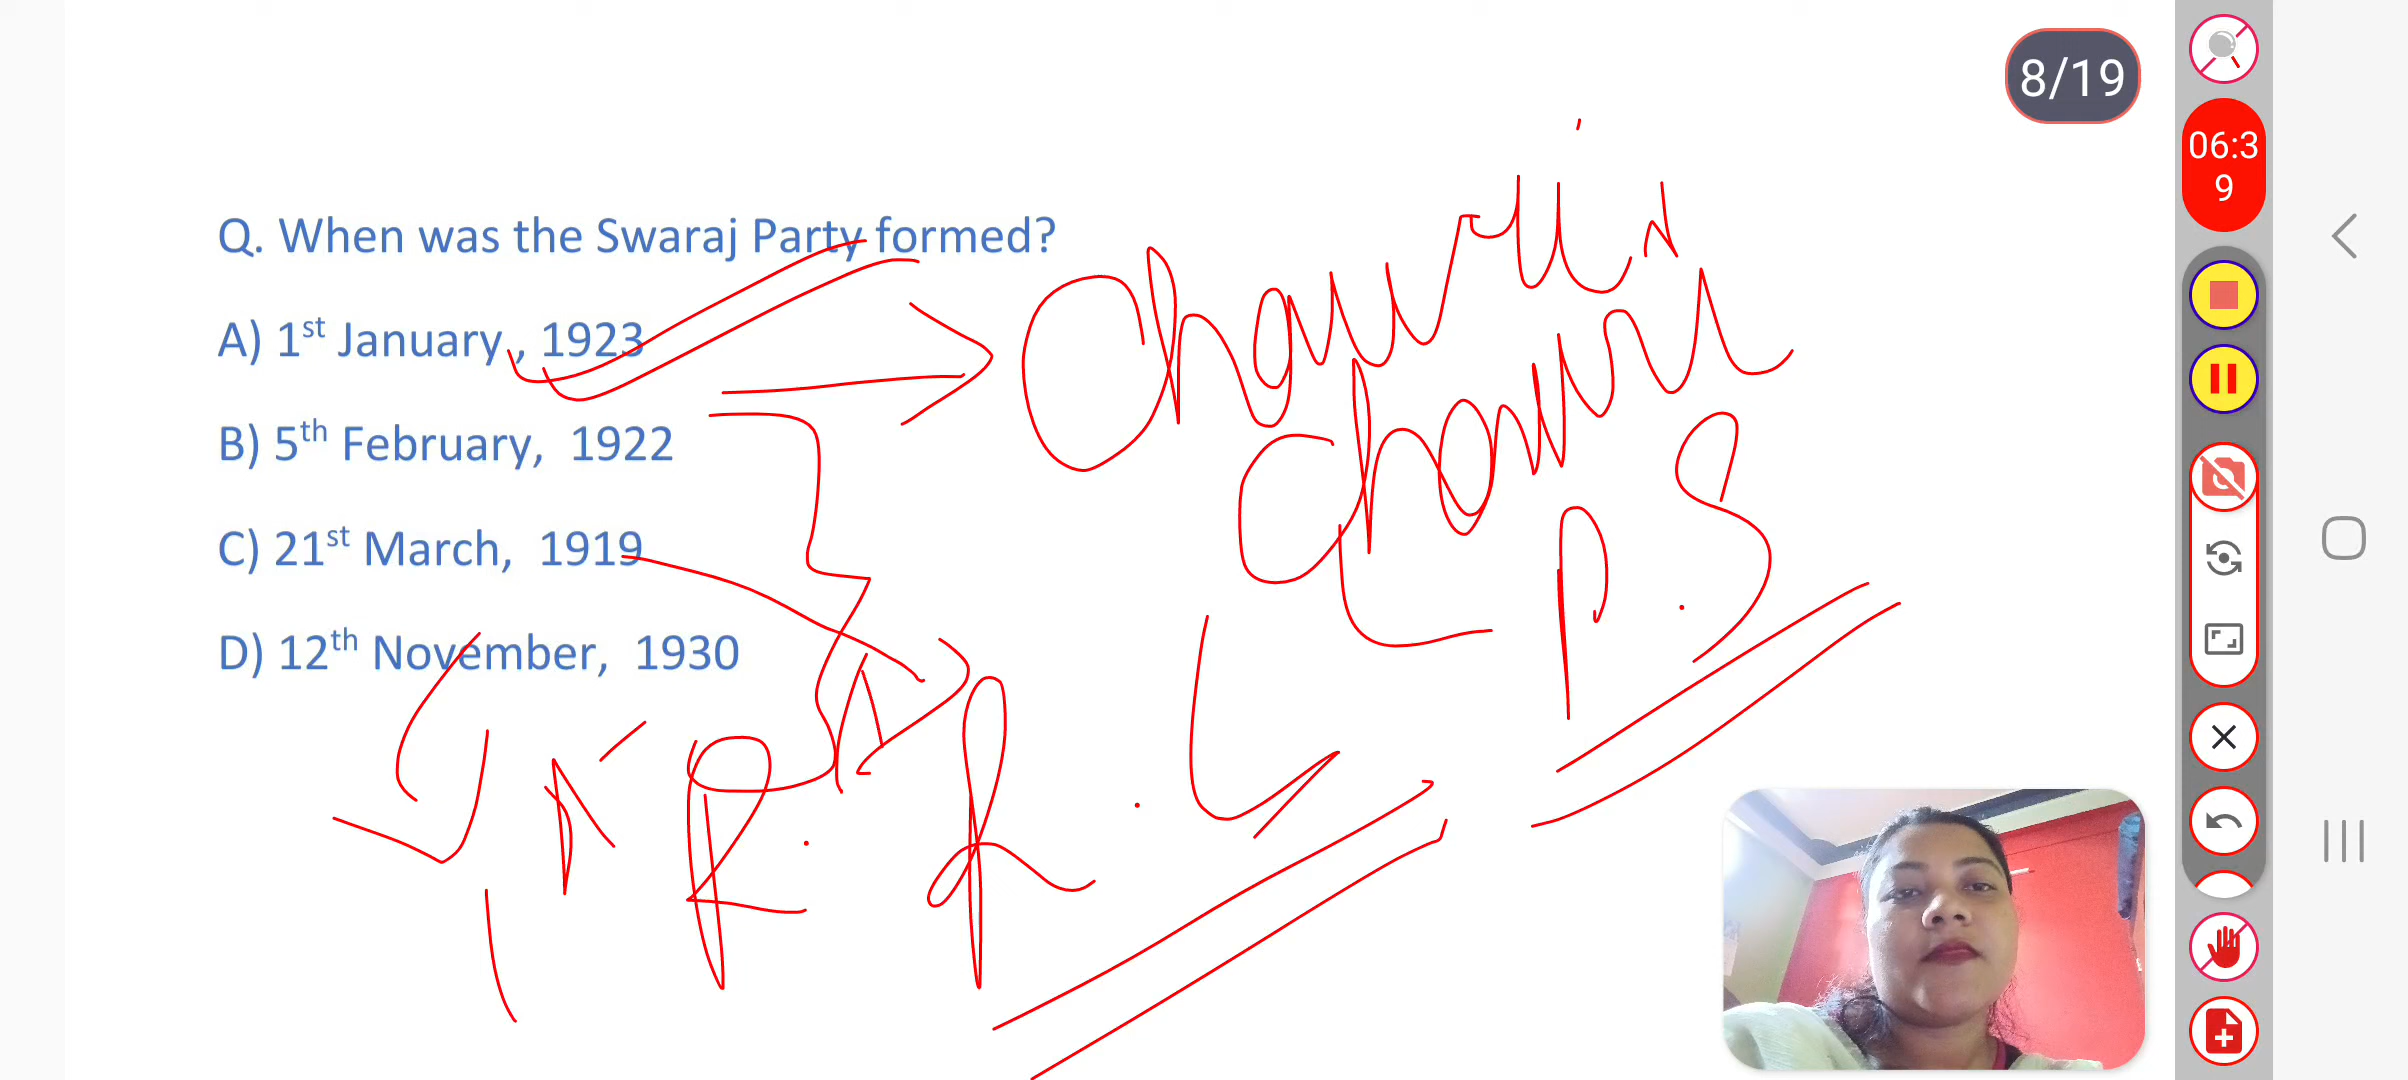 8/19
06:3
9
Q. When was the Swaraj Party formed?
A) 1st January , 1923
B) 5th February, 1922
C) 21st March, 1919
D) 12th November, 1930
Chauri
Chauri
P.S